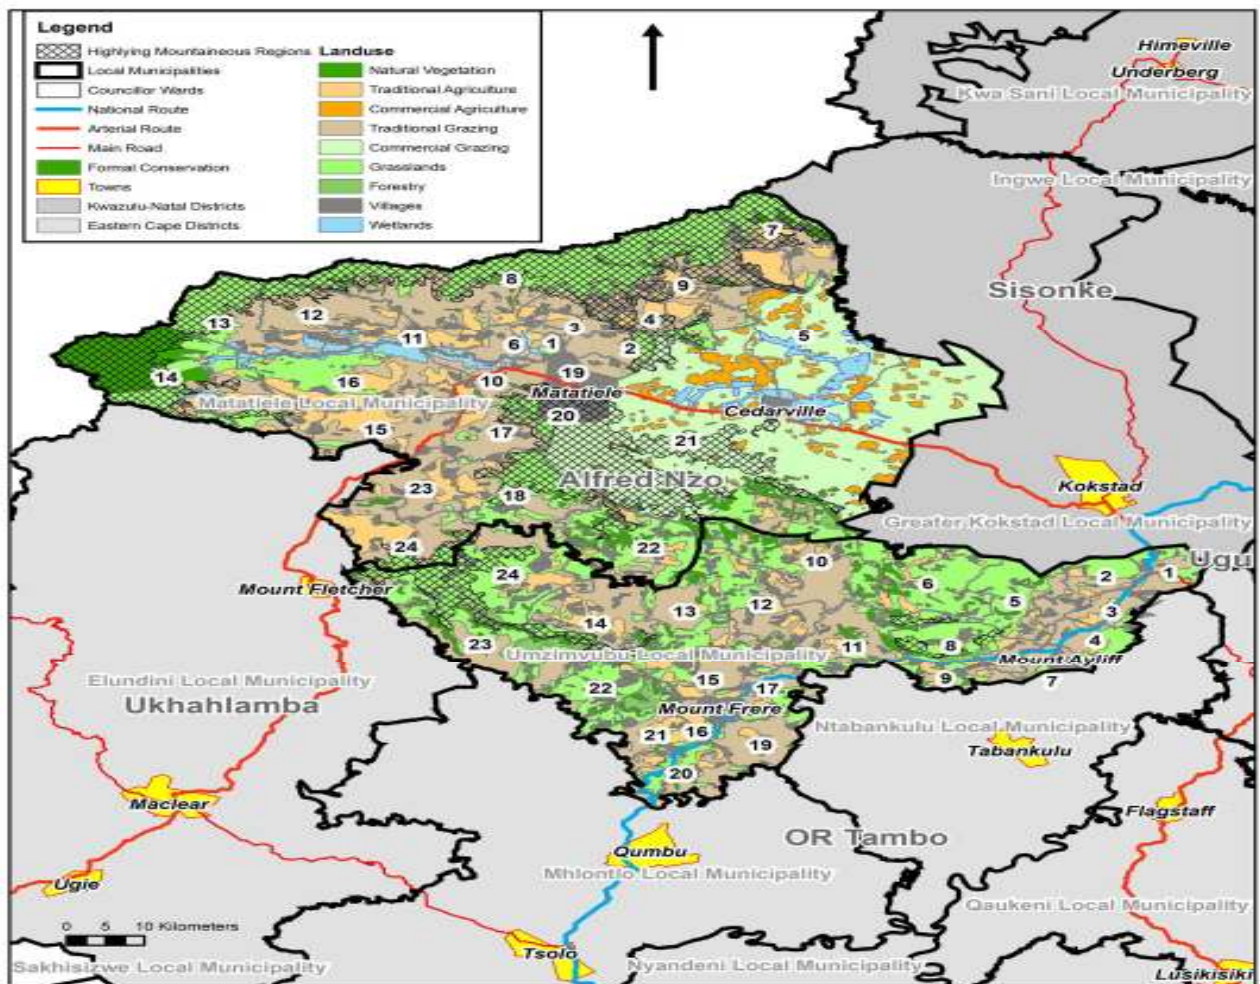 Legend
Highlying Mountaineous Regions
Local Municipalities
Councillor Wards
National Route
Arterial Route
Main Road
Formal Conservation
Towns
Kwazulu-Natal Districts
Eastern Cape Districts
Landuse
Natural Vegetation
Traditional Agriculture
Commercial Agriculture
Traditional Grazing
Commercial Grazing
Grasslands
Forestry
Villages
Wetlands
Himeville
Underberg
Kwa Sani Local Municipality
Ingwe Local Municipality
7
8
9
Sisonke
13
12
3
4
11
6
1
2
5
14
16
10
19
Matatiele
Matatiele Local Municipality
20
Cedarville
15
17
21
Alfred Nzo
23
18
Kokstad
Greater Kokstad Local Municipality
24
22
Ugu
Mount Fletcher
24
10
6
2
1
5
13
12
3
14
4
23
11
8
Umzimvubu Local Municipality
Mount Ayliff
9
7
Elundini Local Municipality
22
15
17
Ukhahlamba
Mount Frere
Ntabankulu Local Municipality
21
16
19
Tabankulu
20
Maclear
Flagstaff
OR Tambo
Qumbu
Mhlontlo Local Municipality
Ugie
Qaukeni Local Municipality
0 5 10 Kilometers
Tsolo
Sakhisizwe Local Municipality
Nyandeni Local Municipality
Lusikisiki